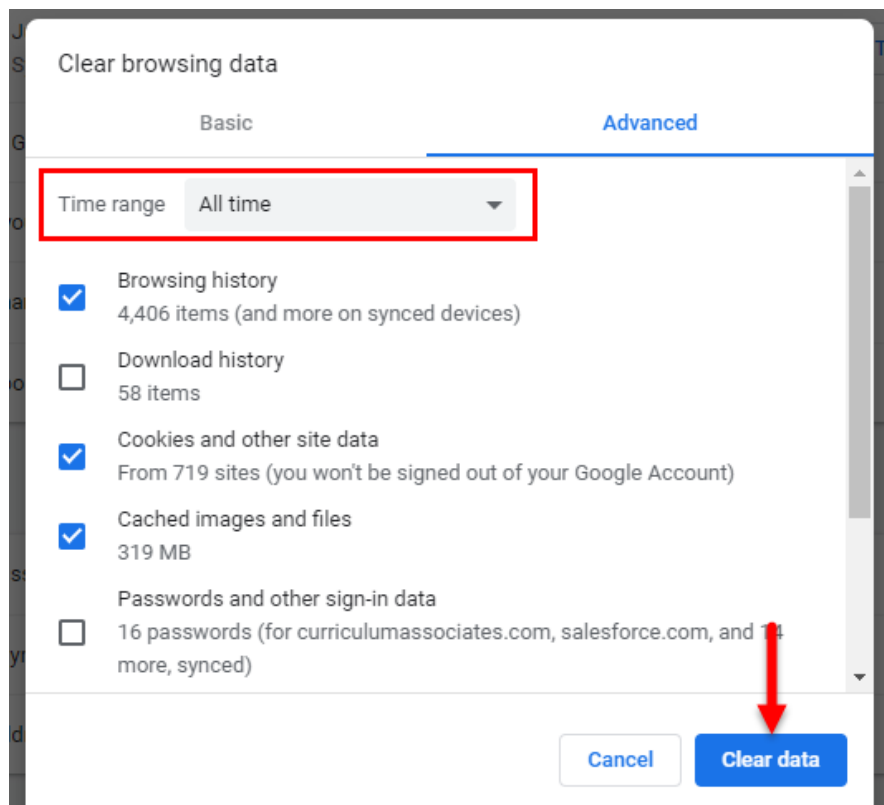 Clear browsing data
Basic
Advanced
Time range
All time
Browsing history
4,406 items (and more on synced devices)
Download history
58 items
Cookies and other site data
From 719 sites (you won't be signed out of your Google Account)
Cached images and files
319 MB
Passwords and other sign-in data
16 passwords (for curriculumassociates.com, salesforce.com, and 14
more, synced)
Cancel
Clear data